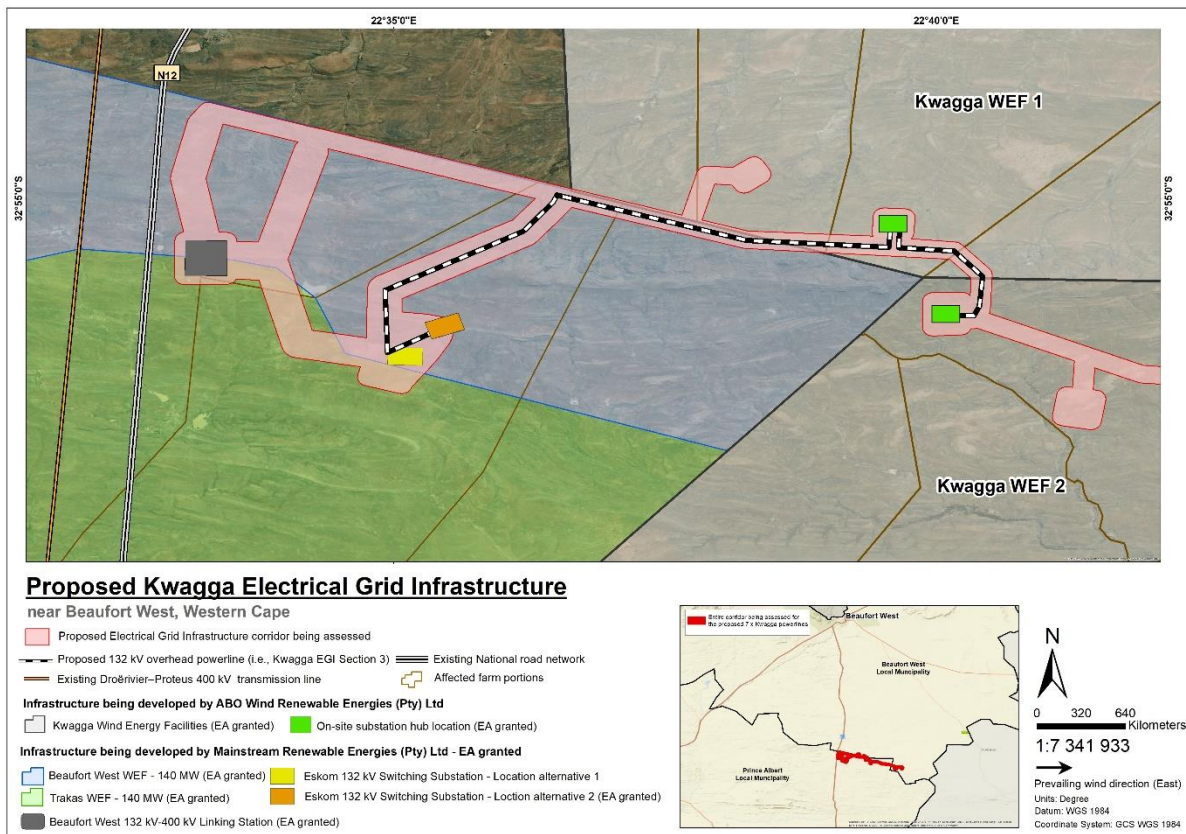 22°35'0"E
22°40'0"E
N12
Kwagga WEF 1
32°55'0"S
32°55'0"S
Kwagga WEF 2
Proposed Kwagga Electrical Grid Infrastructure
near Beaufort West, Western Cape
Proposed Electrical Grid Infrastructure corridor being assessed
Proposed 132 kV overhead powerline (i.e., Kwagga EGI Section 3)
Existing National road network
Existing Droërivier–Proteus 400 kV transmission line
Affected farm portions
Infrastructure being developed by ABO Wind Renewable Energies (Pty) Ltd
Kwagga Wind Energy Facilities (EA granted)
On-site substation hub location (EA granted)
Infrastructure being developed by Mainstream Renewable Energies (Pty) Ltd - EA granted
Beaufort West WEF - 140 MW (EA granted)
Eskom 132 kV Switching Substation - Location alternative 1
Trakas WEF - 140 MW (EA granted)
Eskom 132 kV Switching Substation - Loction alternative 2 (EA granted)
Beaufort West 132 kV-400 kV Linking Station (EA granted)
Entire corridor being assessed for
the proposed 7 x Kwagga powerlines
Beaufort West
Beaufort West
Local Municipality
Prince Albert
Local Municipality
N
0 320 640
Kilometers
1:7 341 933
Prevailing wind direction (East)
Units: Degree
Datum: WGS 1984
Coordinate System: GCS WGS 1984